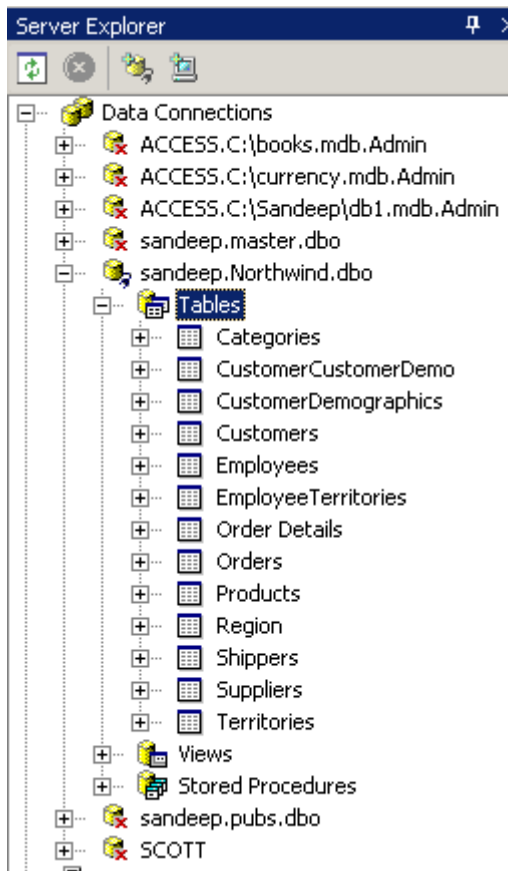 Server Explorer
Data Connections
ACCESS.C:\books.mdb.Admin
ACCESS.C:\currency.mdb.Admin
ACCESS.C:\Sandeep\db1.mdb.Admin
sandeep.master.dbo
sandeep.Northwind.dbo
Tables
Categories
CustomerCustomerDemo
CustomerDemographics
Customers
Employees
EmployeeTerritories
Order Details
Orders
Products
Region
Shippers
Suppliers
Territories
Views
Stored Procedures
sandeep.pubs.dbo
SCOTT